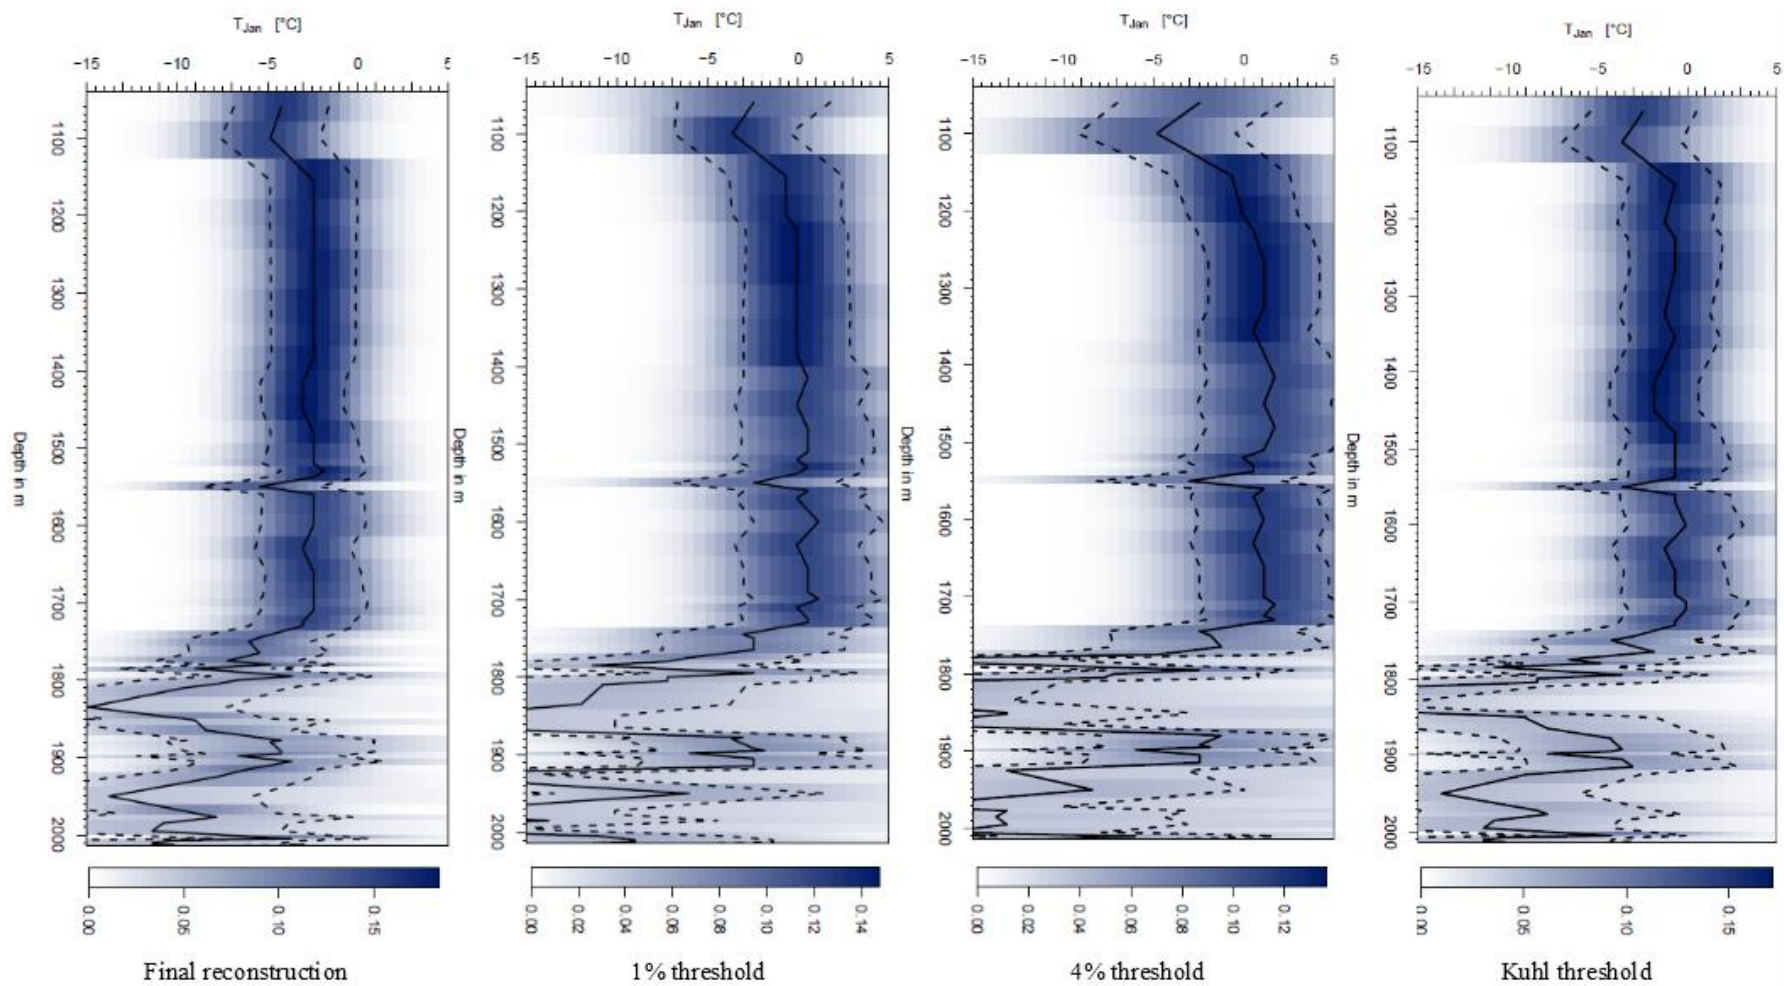 T_Jan [°C]
−15 −10 −5 0 5
1100 1200 1300 1400 1500 1600 1700 1800 1900 2000
Depth in m
0.00 0.05 0.10 0.15
Final reconstruction
T_Jan [°C]
−15 −10 −5 0 5
1100 1200 1300 1400 1500 1600 1700 1800 1900 2000
Depth in m
0.00 0.02 0.04 0.06 0.08 0.10 0.12 0.14
1% threshold
T_Jan [°C]
−15 −10 −5 0 5
1100 1200 1300 1400 1500 1600 1700 1800 1900 2000
Depth in m
0.00 0.02 0.04 0.06 0.08 0.10 0.12
4% threshold
T_Jan [°C]
−15 −10 −5 0 5
1100 1200 1300 1400 1500 1600 1700 1800 1900 2000
Depth in m
0.00 0.05 0.10 0.15
Kuhl threshold